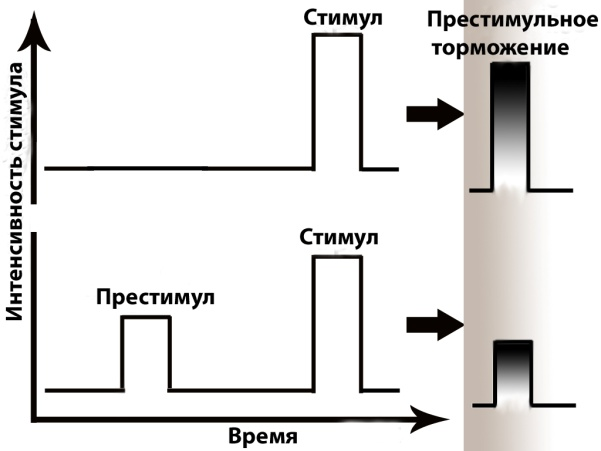 Стимул
Престимульное
торможение
Интенсивность стимула
Стимул
Престимул
Время